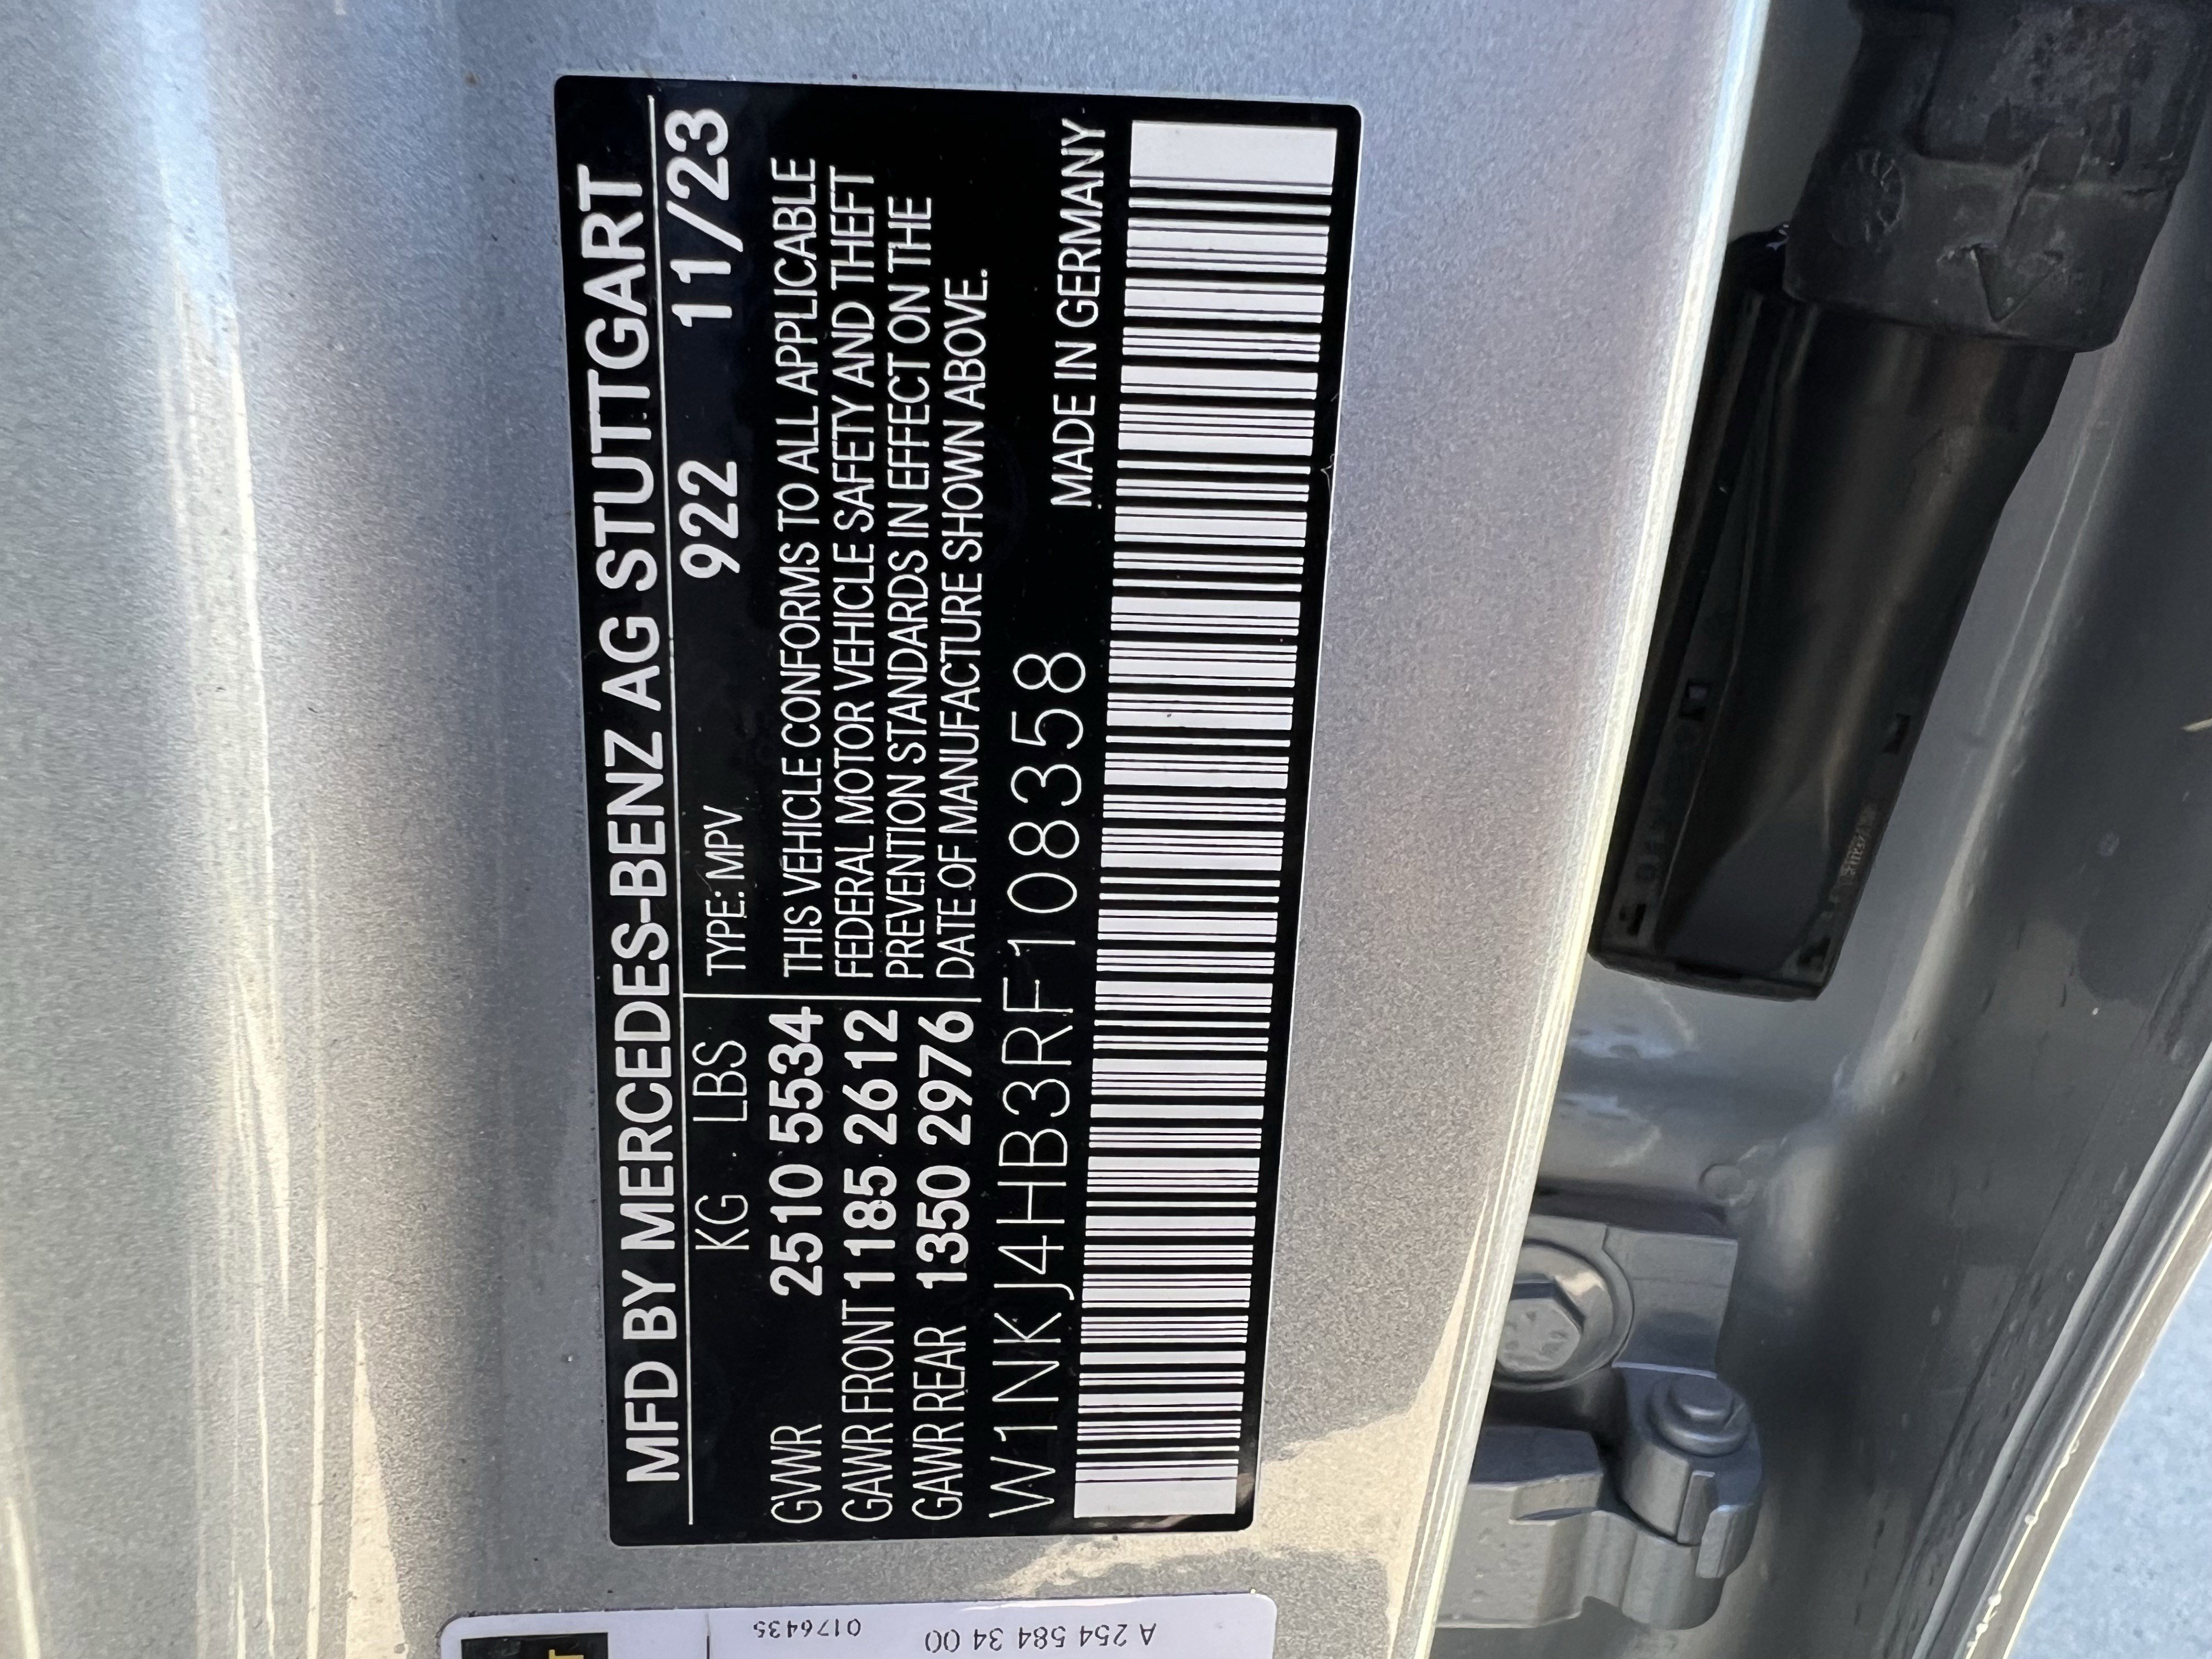 MFD BY MERCEDES-BENZ AG STUTTGART
KG LBS TYPE: MPV 922 11/23
GVWR 2510 5534
GAWR FRONT 1185 2612
GAWR REAR 1350 2976
THIS VEHICLE CONFORMS TO ALL APPLICABLE
FEDERAL MOTOR VEHICLE SAFETY AND THEFT
PREVENTION STANDARDS IN EFFECT ON THE
DATE OF MANUFACTURE SHOWN ABOVE.
W1NKJ4HB3RF108358 MADE IN GERMANY
A 254 584 34 00
0176435